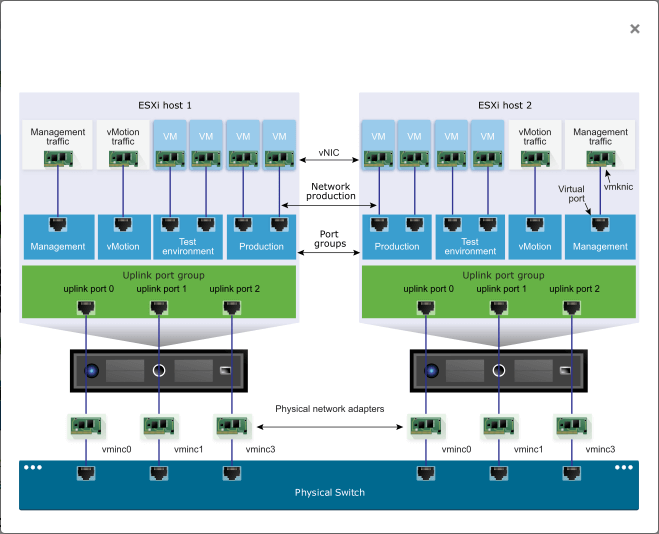 ×
ESXi host 1
ESXi host 2
Management
traffic
vMotion
traffic
VM
VM
VM
VM
vNIC
VM
VM
VM
VM
vMotion
traffic
Management
traffic
Network
production
Virtual
port
vmknic
Management
vMotion
Test
environment
Production
Port
groups
Production
Test
environment
vMotion
Management
Uplink port group
uplink port 0
uplink port 1
uplink port 2
Uplink port group
uplink port 0
uplink port 1
uplink port 2
Physical network adapters
vminc0
vminc1
vminc3
vminc0
vminc1
vminc3
Physical Switch